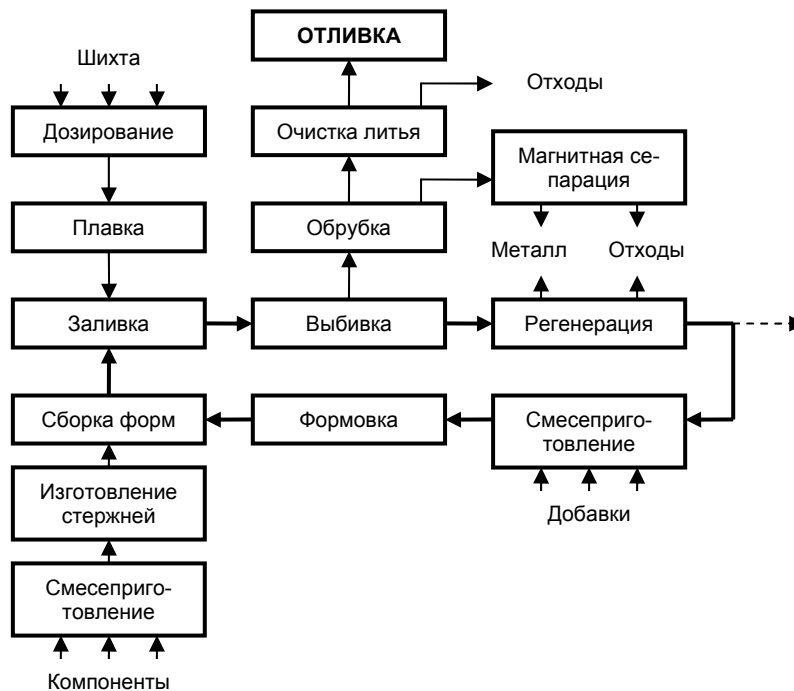 ОТЛИВКА
Шихта
Отходы
Дозирование
Очистка литья
Магнитная се-
парация
Плавка
Обрубка
Металл
Отходы
Заливка
Выбивка
Регенерация
Сборка форм
Формовка
Смесеприго-
товление
Изготовление
стержней
Добавки
Смесеприго-
товление
Компоненты